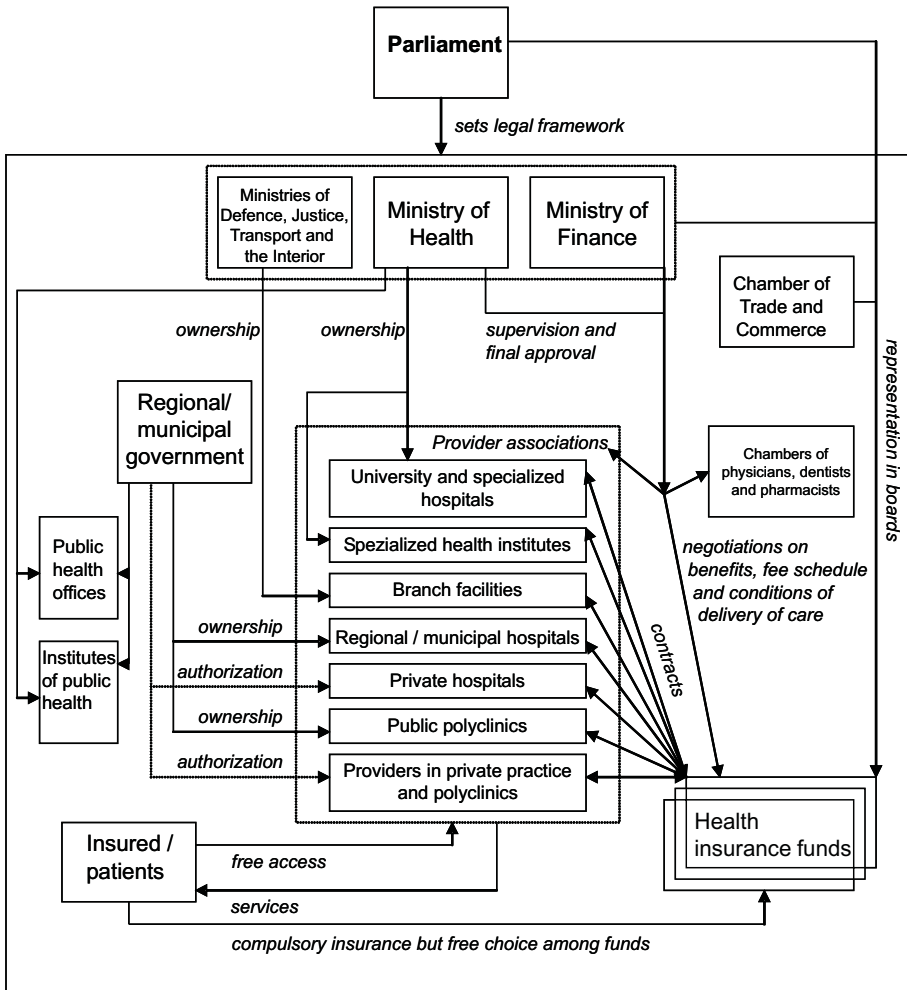 Parliament
sets legal framework
Ministries of
Defence, Justice,
Transport and
the Interior
Ministry of
Health
Ministry of
Finance
Chamber of
Trade and
Commerce
ownership
ownership
supervision and
final approval
representation in boards
Regional/
municipal
government
Provider associations
Chambers of
physicians, dentists
and pharmacists
University and specialized
hospitals
Spezialized health institutes
Public
health
offices
Branch facilities
negotiations on
benefits, fee schedule
and conditions of
delivery of care
ownership
Regional / municipal hospitals
contracts
Institutes
of public
health
authorization
Private hospitals
ownership
Public polyclinics
authorization
Providers in private practice
and polyclinics
Health
insurance funds
Insured /
patients
free access
services
compulsory insurance but free choice among funds